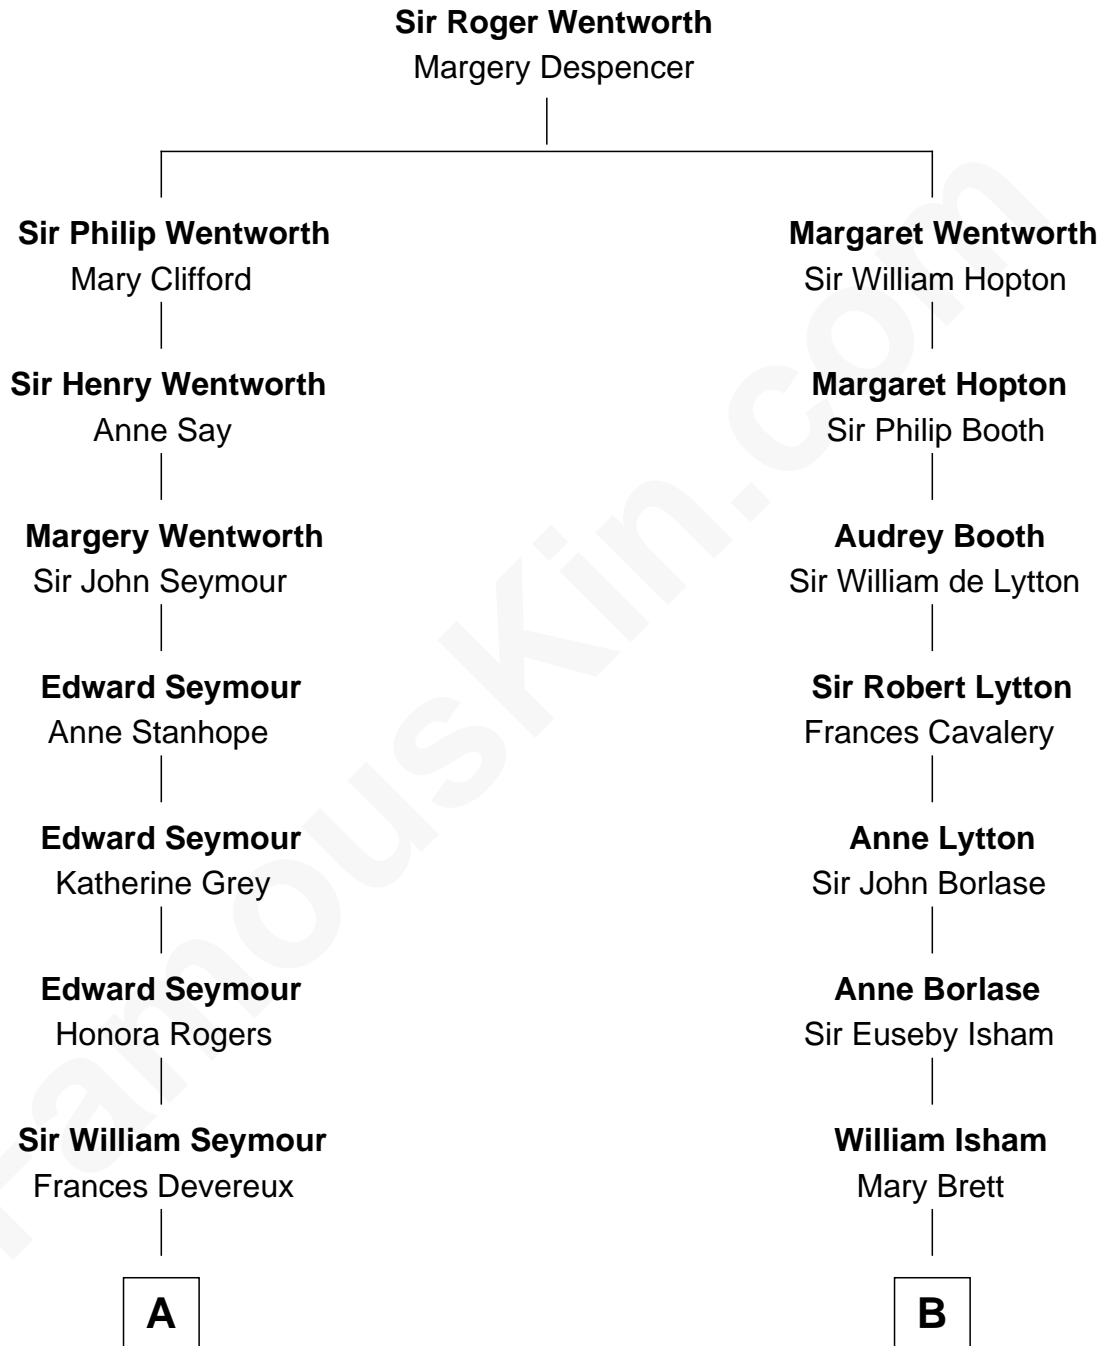 Sir Roger Wentworth
Margery Despencer
Sir Philip Wentworth
Mary Clifford
Margaret Wentworth
Sir William Hopton
Sir Henry Wentworth
Anne Say
Margaret Hopton
Sir Philip Booth
Margery Wentworth
Sir John Seymour
Audrey Booth
Sir William de Lytton
Edward Seymour
Anne Stanhope
Sir Robert Lytton
Frances Cavalery
Edward Seymour
Katherine Grey
Anne Lytton
Sir John Borlase
Edward Seymour
Honora Rogers
Anne Borlase
Sir Euseby Isham
Sir William Seymour
Frances Devereux
William Isham
Mary Brett
A
B
FamousKin.com